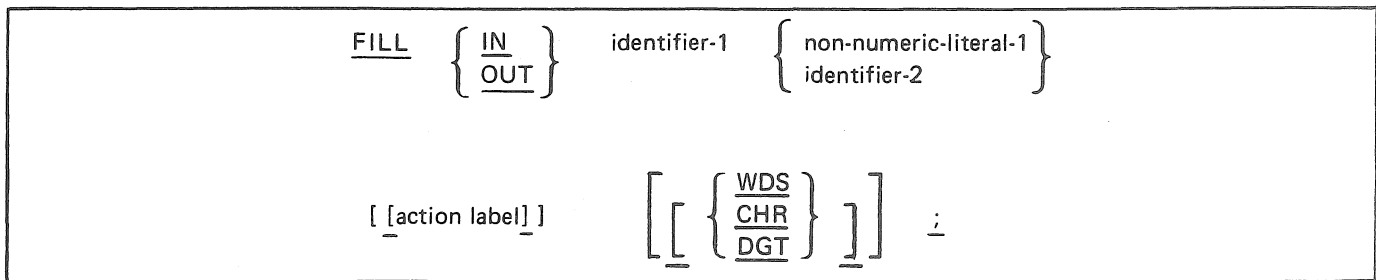 FILL { IN OUT } identifier-1 { non-numeric-literal-1 identifier-2 }
[ [action label] ] [ [ { WDS CHR DGT } ] ] ;